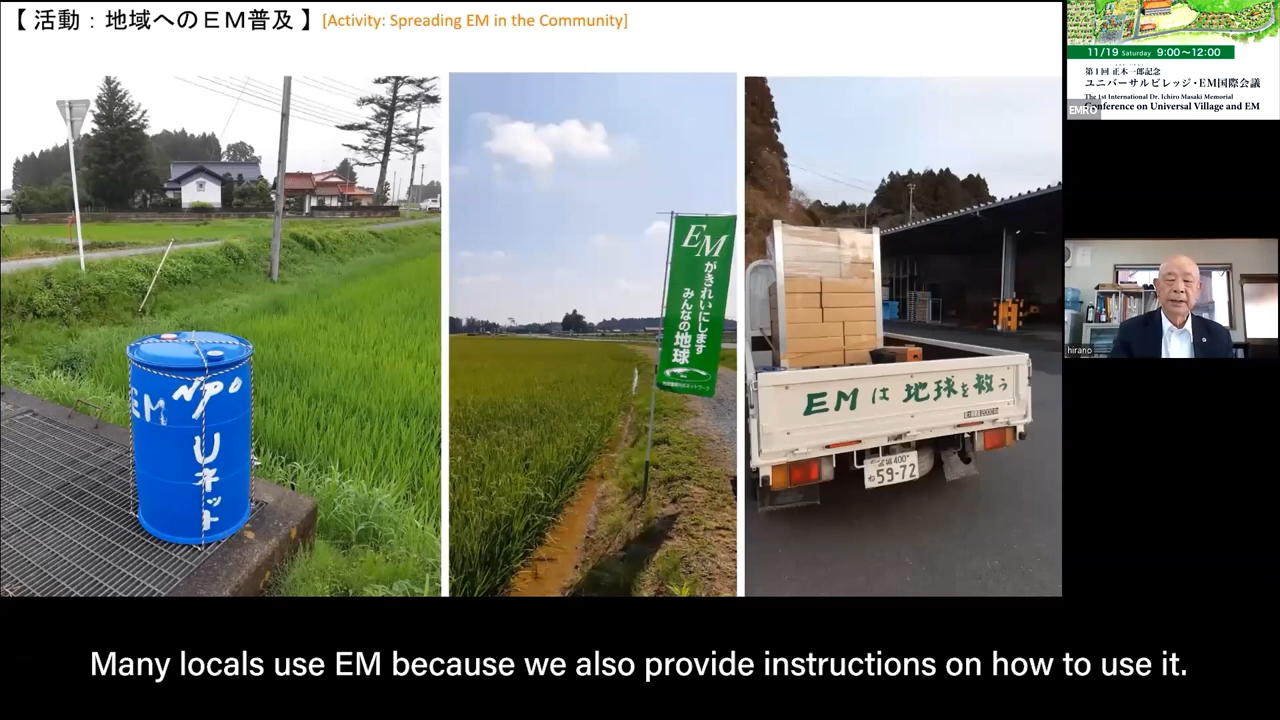 【 活動：地域へのＥＭ普及 】 [Activity: Spreading EM in the Community]
11/19 Saturday 9:00～12:00
第1回 正木一郎記念
ユニバーサルビレッジ・EM国際会議
The 1st International Dr. Ichiro Masaki Memorial
Conference on Universal Village and EM
EMRO
EM
NPO
Uネット
EM
がきれいにします
みんなの地球
EMは地球を救う
宮城 400
ね 59-72
hirano
Many locals use EM because we also provide instructions on how to use it.